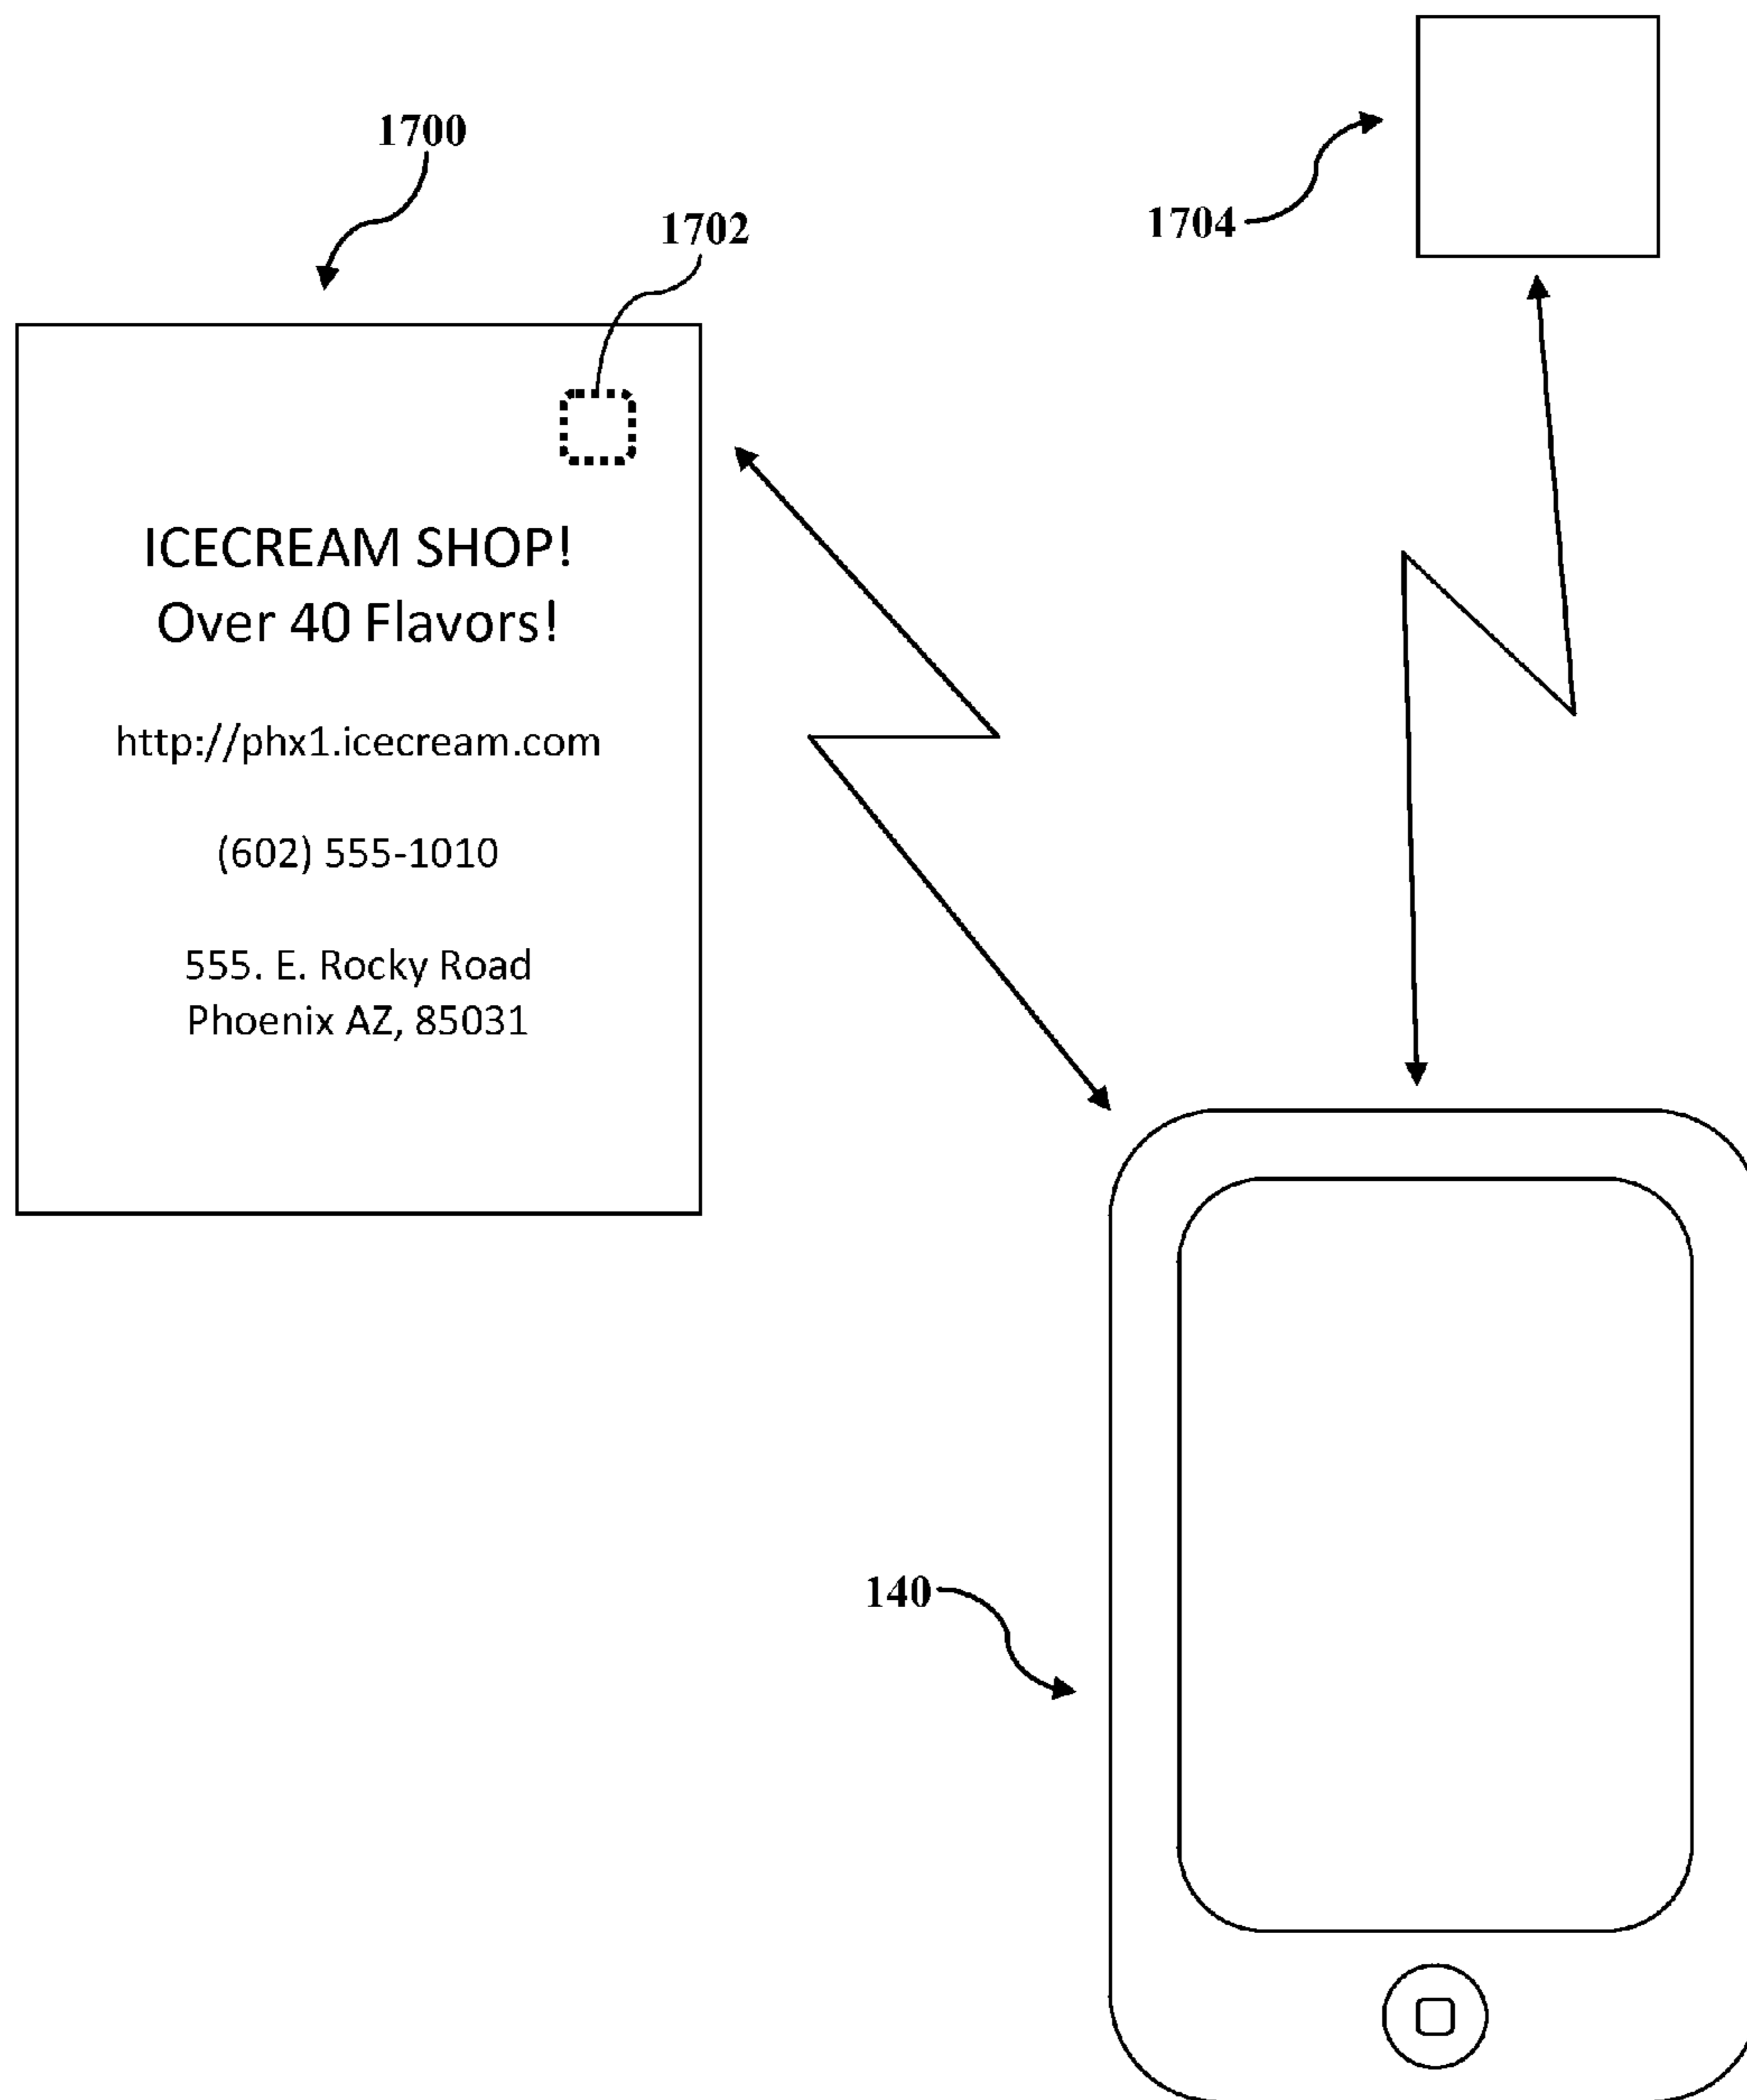 1700
1702
1704
ICECREAM SHOP!
Over 40 Flavors!
http://phx1.icecream.com
(602) 555-1010
555. E. Rocky Road
Phoenix AZ, 85031
140